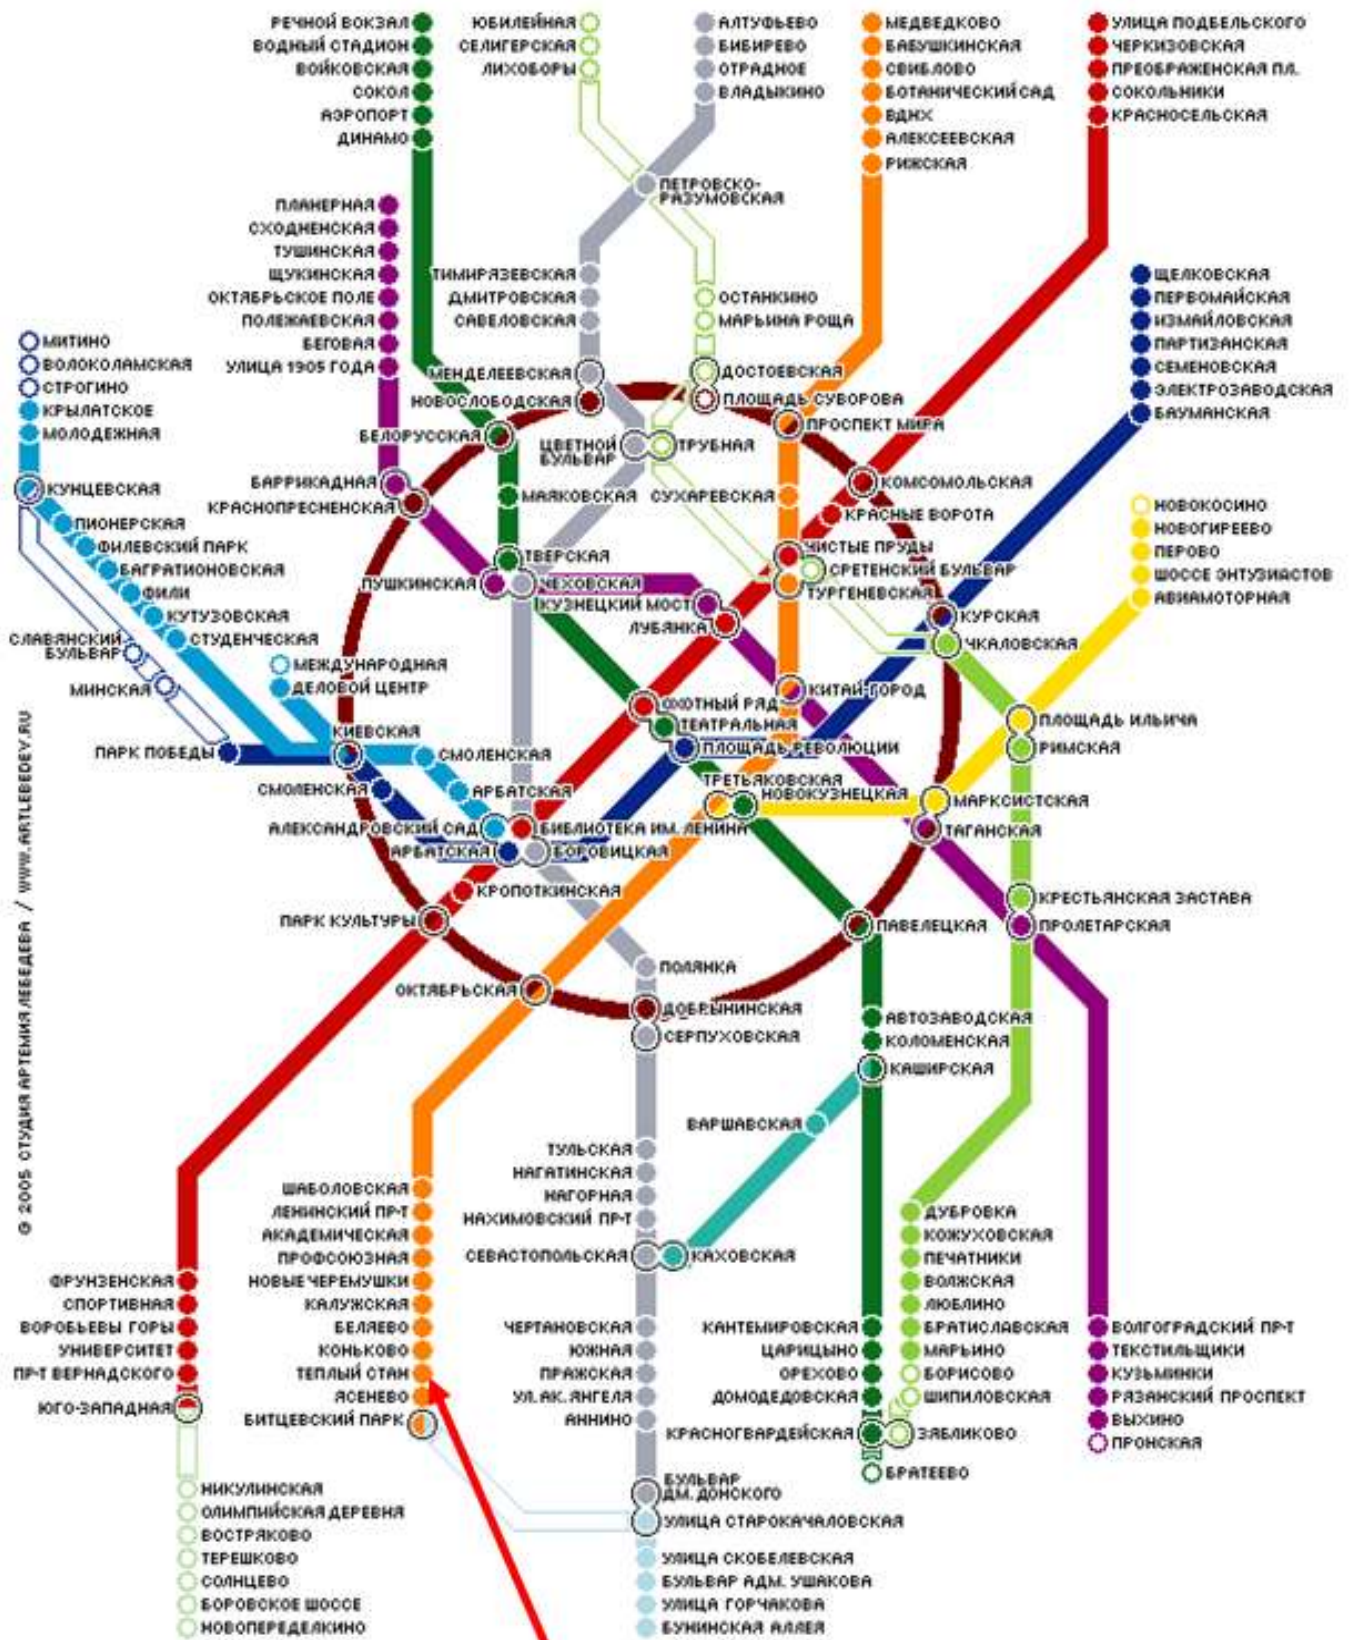 РЕЧНОЙ ВОКЗАЛ
ВОДНЫЙ СТАДИОН
ВОЙКОВСКАЯ
СОКОЛ
АЭРОПОРТ
ДИНАМО
ЮБИЛЕЙНАЯ
СЕЛИГЕРСКАЯ
ЛИХОБОРЫ
АЛТУФЬЕВО
БИБИРЕВО
ОТРАДНОЕ
ВЛАДЫКИНО
МЕДВЕДКОВО
БАБУШКИНСКАЯ
СВИБЛОВО
БОТАНИЧЕСКИЙ САД
ВДНХ
АЛЕКСЕЕВСКАЯ
РИЖСКАЯ
УЛИЦА ПОДБЕЛЬСКОГО
ЧЕРКИЗОВСКАЯ
ПРЕОБРАЖЕНСКАЯ ПЛ.
СОКОЛЬНИКИ
КРАСНОСЕЛЬСКАЯ
ПЕТРОВСКО-
РАЗУМОВСКАЯ
ПЛАНЕРНАЯ
СХОДНЕНСКАЯ
ТУШИНСКАЯ
ЩУКИНСКАЯ
ОКТЯБРЬСКОЕ ПОЛЕ
ПОЛЕЖАЕВСКАЯ
БЕГОВАЯ
УЛИЦА 1905 ГОДА
ТИМИРЯЗЕВСКАЯ
ДМИТРОВСКАЯ
САВЕЛОВСКАЯ
МЕНДЕЛЕЕВСКАЯ
НОВОСЛОБОДСКАЯ
ОСТАНКИНО
МАРЬИНА РОЩА
ДОСТОЕВСКАЯ
ПЛОЩАДЬ СУВОРОВА
ПРОСПЕКТ МИРА
ЩЕЛКОВСКАЯ
ПЕРВОМАЙСКАЯ
ИЗМАЙЛОВСКАЯ
ПАРТИЗАНСКАЯ
СЕМЕНОВСКАЯ
ЭЛЕКТРОЗАВОДСКАЯ
БАУМАНСКАЯ
МИТИНО
ВОЛОКОЛАМСКАЯ
СТРОГИНО
КРЫЛАТСКОЕ
МОЛОДЕЖНАЯ
КУНЦЕВСКАЯ
ПИОНЕРСКАЯ
ФИЛЕВСКИЙ ПАРК
БАГРАТИОНОВСКАЯ
ФИЛИ
КУТУЗОВСКАЯ
СТУДЕНЧЕСКАЯ
БЕЛОРУССКАЯ
БАРРИКАДНАЯ
КРАСНОПРЕСНЕНСКАЯ
ЦВЕТНОЙ
БУЛЬВАР
ТРУБНАЯ
МАЯКОВСКАЯ
СУХАРЕВСКАЯ
КОМСОМОЛЬСКАЯ
КРАСНЫЕ ВОРОТА
ТВЕРСКАЯ
ПУШКИНСКАЯ
ЧЕХОВСКАЯ
ЧИСТЫЕ ПРУДЫ
СРЕТЕНСКИЙ БУЛЬВАР
ТУРГЕНЕВСКАЯ
КУЗНЕЦКИЙ МОСТ
ЛУБЯНКА
НОВОКОСИНО
НОВОГИРЕЕВО
ПЕРОВО
ШОССЕ ЭНТУЗИАСТОВ
АВИАМОТОРНАЯ
КУРСКАЯ
ЧКАЛОВСКАЯ
СЛАВЯНСКИЙ
БУЛЬВАР
МИНСКАЯ
МЕЖДУНАРОДНАЯ
ДЕЛОВОЙ ЦЕНТР
КИЕВСКАЯ
ПАРК ПОБЕДЫ
СМОЛЕНСКАЯ
СМОЛЕНСКАЯ
АРБАТСКАЯ
АЛЕКСАНДРОВСКИЙ САД
АРБАТСКАЯ
БИБЛИОТЕКА ИМ. ЛЕНИНА
БОРОВИЦКАЯ
ОХОТНЫЙ РЯД
ТЕАТРАЛЬНАЯ
ПЛОЩАДЬ РЕВОЛЮЦИИ
КИТАЙ-ГОРОД
ТРЕТЬЯКОВСКАЯ
НОВОКУЗНЕЦКАЯ
ПЛОЩАДЬ ИЛЬИЧА
РИМСКАЯ
МАРКСИСТСКАЯ
ТАГАНСКАЯ
КРОПОТКИНСКАЯ
ПАРК КУЛЬТУРЫ
ОКТЯБРЬСКАЯ
ПОЛЯНКА
ДОБРЫНИНСКАЯ
СЕРПУХОВСКАЯ
ПАВЕЛЕЦКАЯ
КРЕСТЬЯНСКАЯ ЗАСТАВА
ПРОЛЕТАРСКАЯ
АВТОЗАВОДСКАЯ
КОЛОМЕНСКАЯ
КАШИРСКАЯ
ВАРШАВСКАЯ
ТУЛЬСКАЯ
НАГАТИНСКАЯ
НАГОРНАЯ
НАХИМОВСКИЙ ПР-Т
СЕВАСТОПОЛЬСКАЯ
КАХОВСКАЯ
© 2005 СТУДИЯ АРТЕМИЯ ЛЕБЕДЕВА / WWW.ARTLEBEDEV.RU
ФРУНЗЕНСКАЯ
СПОРТИВНАЯ
ВОРОБЬЕВЫ ГОРЫ
УНИВЕРСИТЕТ
ПР-Т ВЕРНАДСКОГО
ЮГО-ЗАПАДНАЯ
НИКУЛИНСКАЯ
ОЛИМПИЙСКАЯ ДЕРЕВНЯ
ВОСТРЯКОВО
ТЕРЕШКОВО
СОЛНЦЕВО
БОРОВСКОЕ ШОССЕ
НОВОПЕРЕДЕЛКИНО
ШАБОЛОВСКАЯ
ЛЕНИНСКИЙ ПР-Т
АКАДЕМИЧЕСКАЯ
ПРОФСОЮЗНАЯ
НОВЫЕ ЧЕРЕМУШКИ
КАЛУЖСКАЯ
БЕЛЯЕВО
КОНЬКОВО
ТЕПЛЫЙ СТАН
ЯСЕНЕВО
БИТЦЕВСКИЙ ПАРК
ЧЕРТАНОВСКАЯ
ЮЖНАЯ
ПРАЖСКАЯ
УЛ. АК. ЯНГЕЛЯ
АННИНО
БУЛЬВАР
ДМ. ДОНСКОГО
УЛИЦА СТАРОКАЧАЛОВСКАЯ
УЛИЦА СКОБЕЛЕВСКАЯ
БУЛЬВАР АДМ. УШАКОВА
УЛИЦА ГОРЧАКОВА
БУНИНСКАЯ АЛЛЕЯ
КАНТЕМИРОВСКАЯ
ЦАРИЦЫНО
ОРЕХОВО
ДОМОДЕДОВСКАЯ
КРАСНОГВАРДЕЙСКАЯ
БРАТЕЕВО
ДУБРОВКА
КОЖУХОВСКАЯ
ПЕЧАТНИКИ
ВОЛЖСКАЯ
ЛЮБЛИНО
БРАТИСЛАВСКАЯ
МАРЬИНО
БОРИСОВО
ШИПИЛОВСКАЯ
ЗЯБЛИКОВО
ВОЛГОГРАДСКИЙ ПР-Т
ТЕКСТИЛЬЩИКИ
КУЗЬМИНКИ
РЯЗАНСКИЙ ПРОСПЕКТ
ВЫХИНО
ПРОНСКАЯ